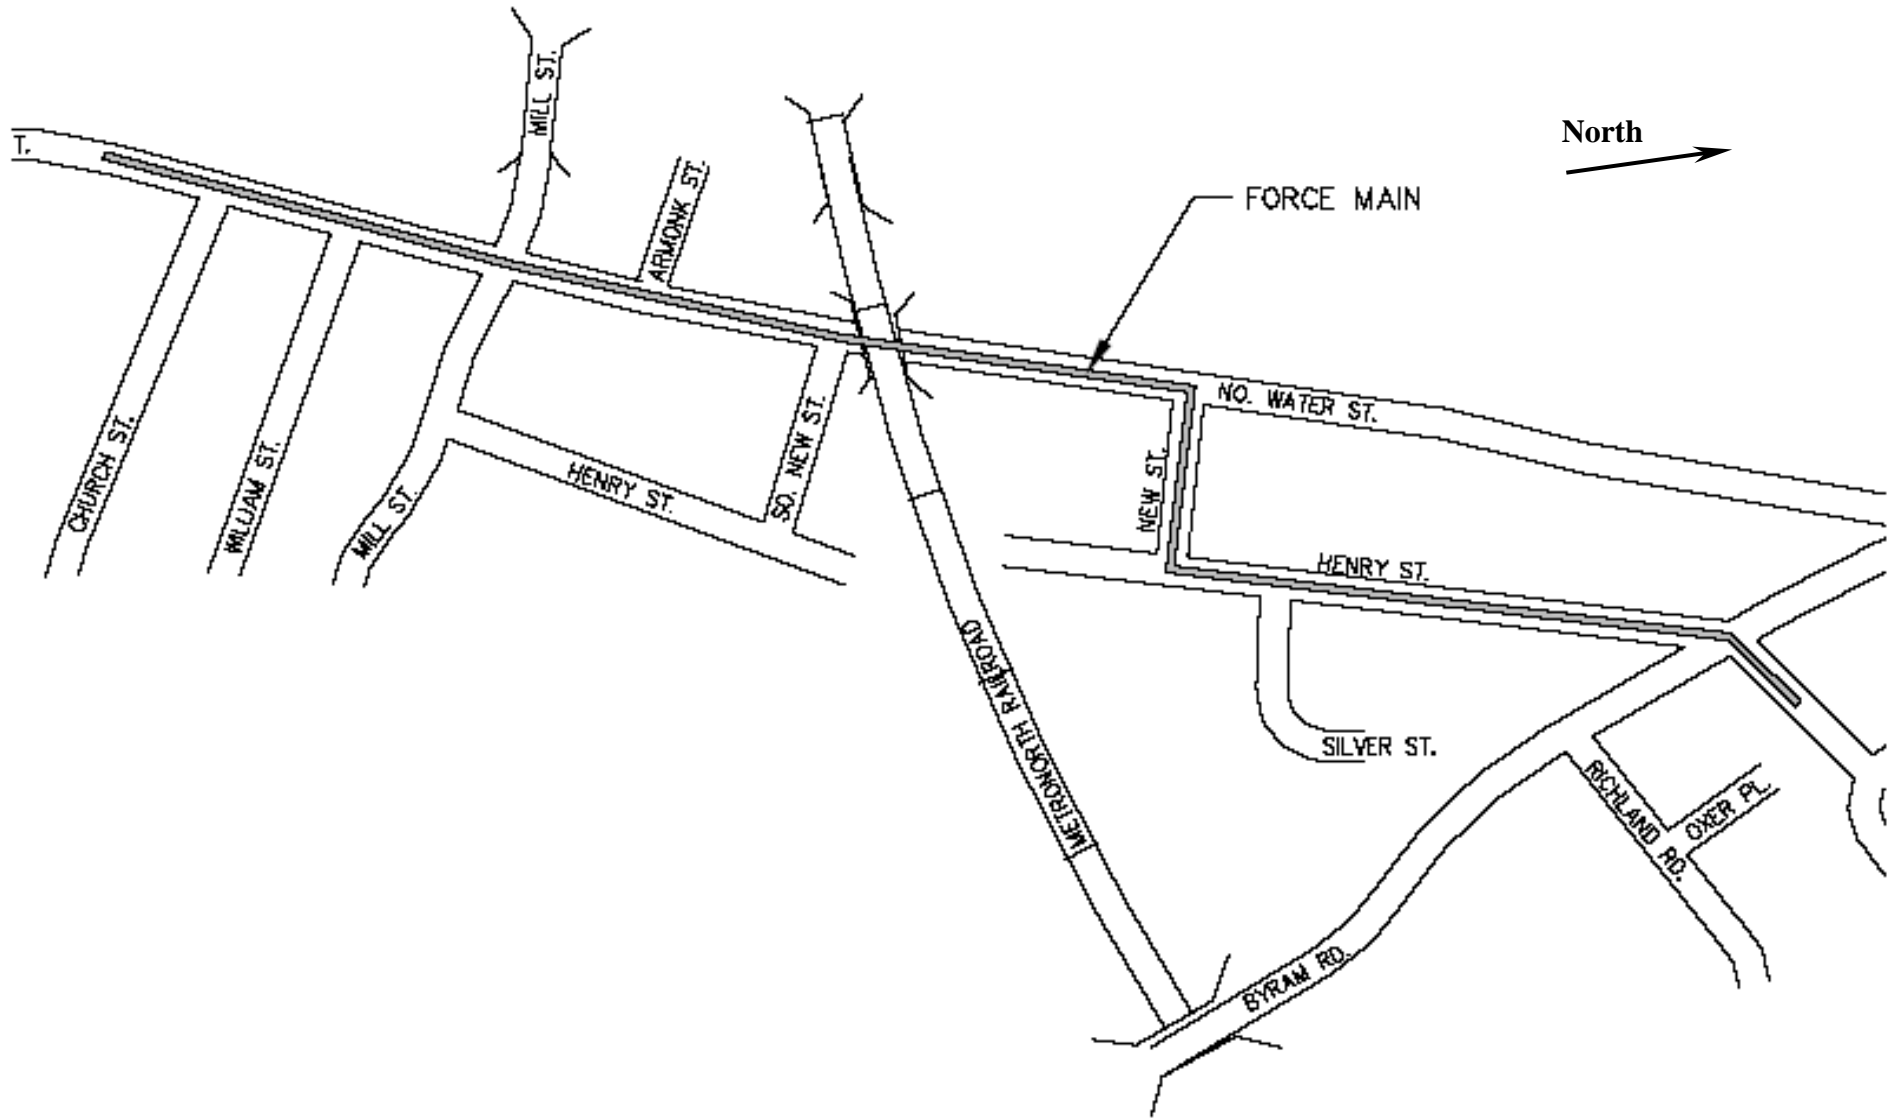 MILL ST.
North
T.
ARMONK ST.
FORCE MAIN
NO. WATER ST.
CHURCH ST.
WILLIAM ST.
MILL ST.
HENRY ST.
SO. NEW ST.
NEW ST.
HENRY ST.
METRONORTH RAILROAD
SILVER ST.
RICHLAND RD.
OXER PL.
BYRAM RD.